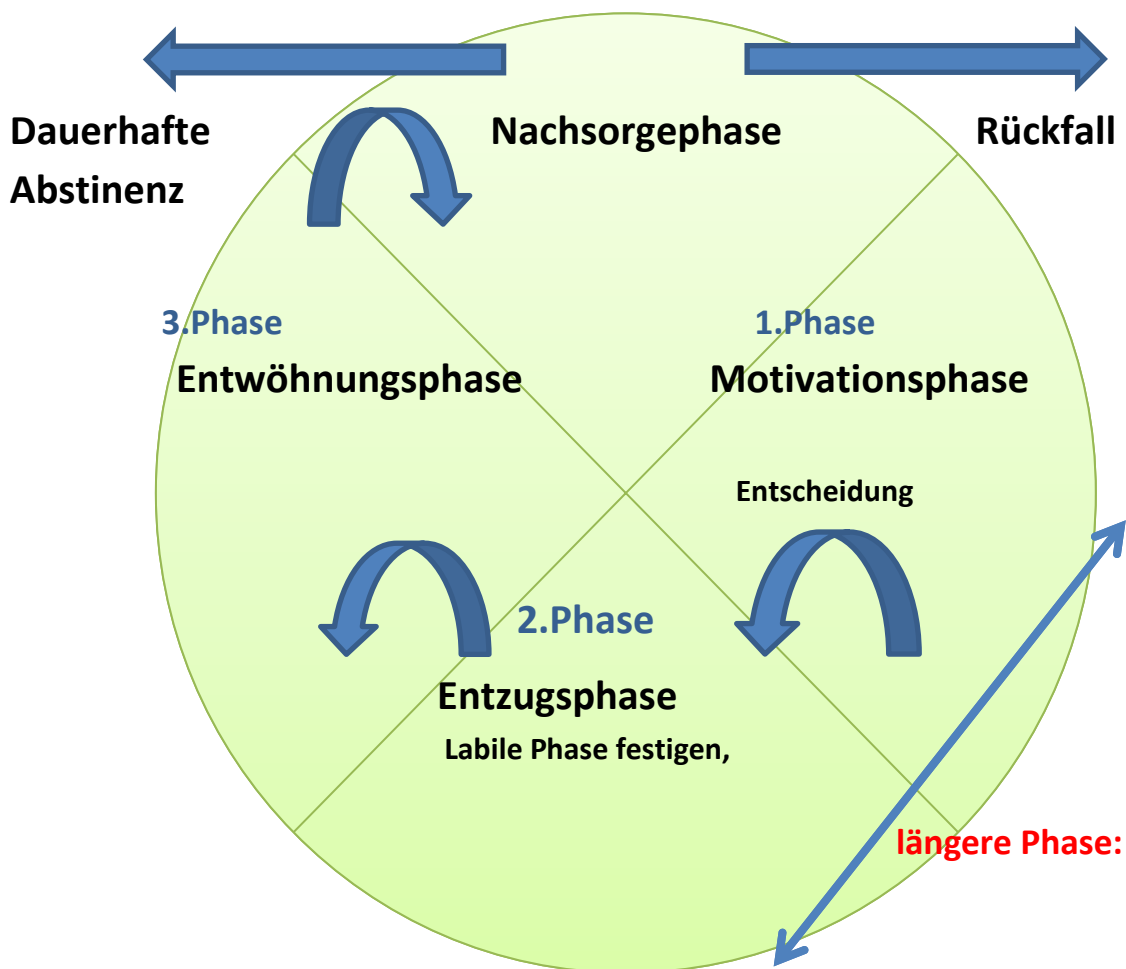 Dauerhafte
Abstinenz
Nachsorgephase
Rückfall
3.Phase
Entwöhnungsphase
1.Phase
Motivationsphase
Entscheidung
2.Phase
Entzugsphase
Labile Phase festigen,
längere Phase: